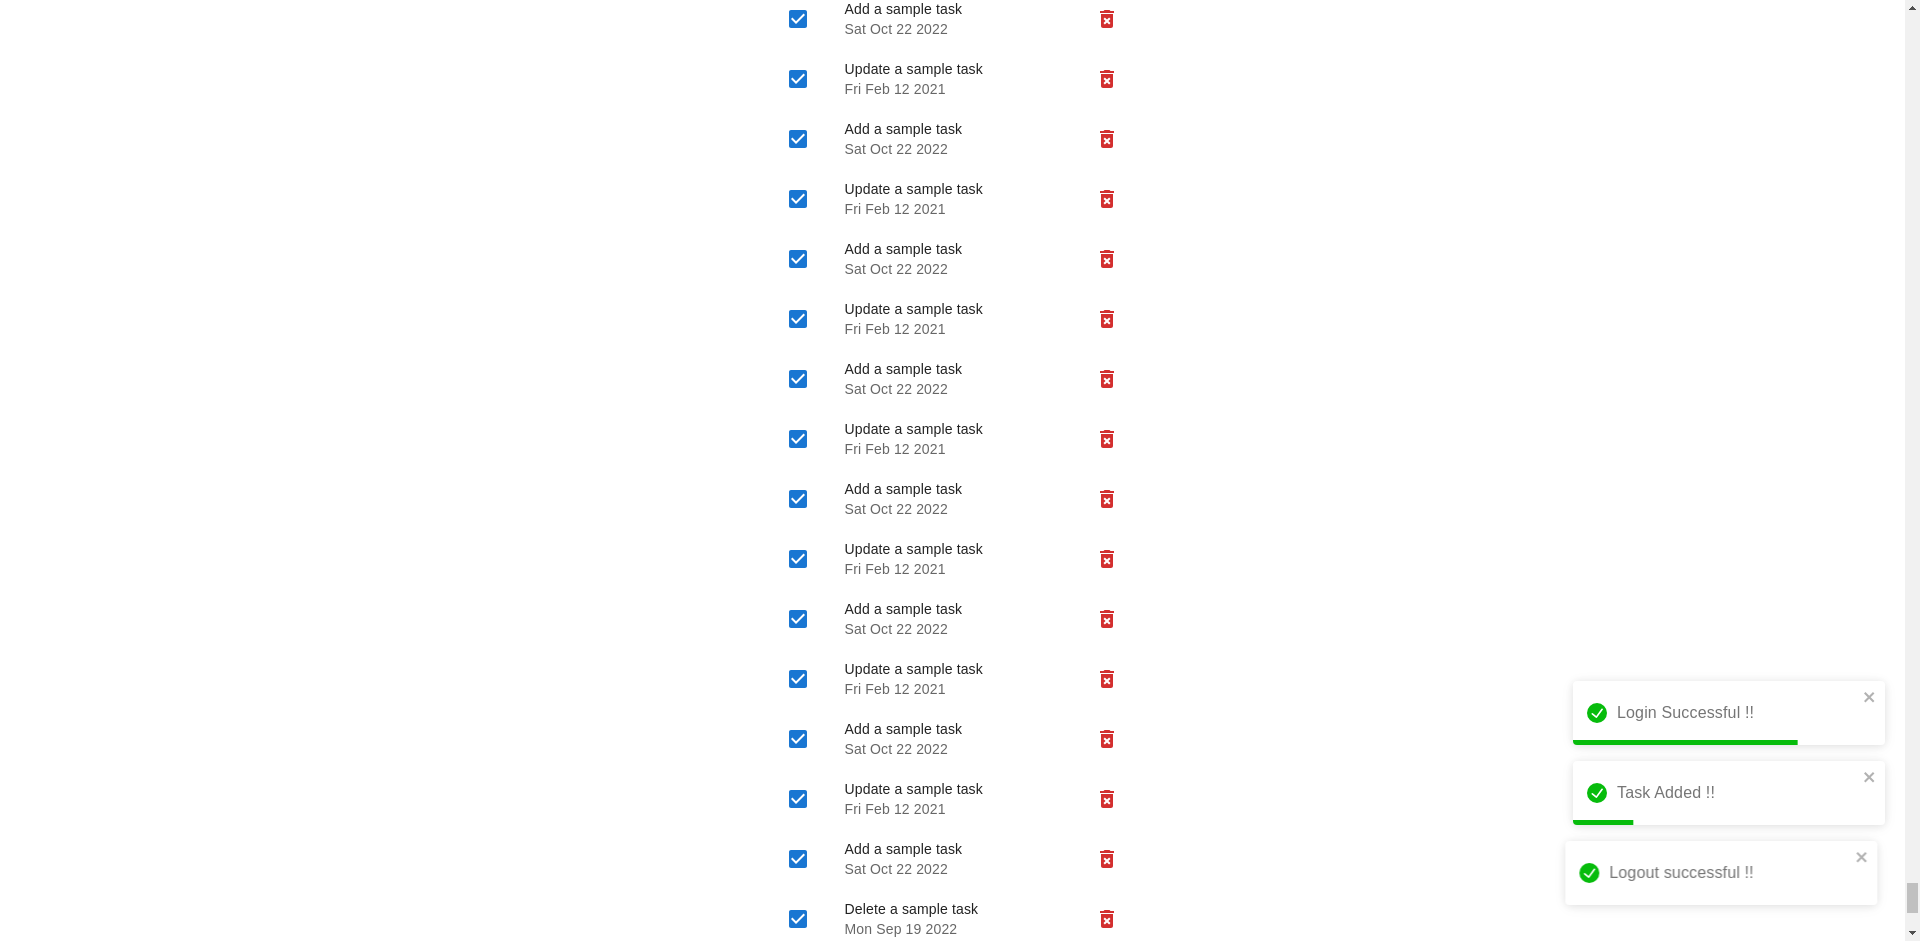 Add a sample task
Sat Oct 22 2022
Update a sample task
Fri Feb 12 2021
Add a sample task
Sat Oct 22 2022
Update a sample task
Fri Feb 12 2021
Add a sample task
Sat Oct 22 2022
Update a sample task
Fri Feb 12 2021
Add a sample task
Sat Oct 22 2022
Update a sample task
Fri Feb 12 2021
Add a sample task
Sat Oct 22 2022
Update a sample task
Fri Feb 12 2021
Add a sample task
Sat Oct 22 2022
Update a sample task
Fri Feb 12 2021
Add a sample task
Sat Oct 22 2022
Update a sample task
Fri Feb 12 2021
Add a sample task
Sat Oct 22 2022
Delete a sample task
Mon Sep 19 2022
Login Successful !!
Task Added !!
Logout successful !!